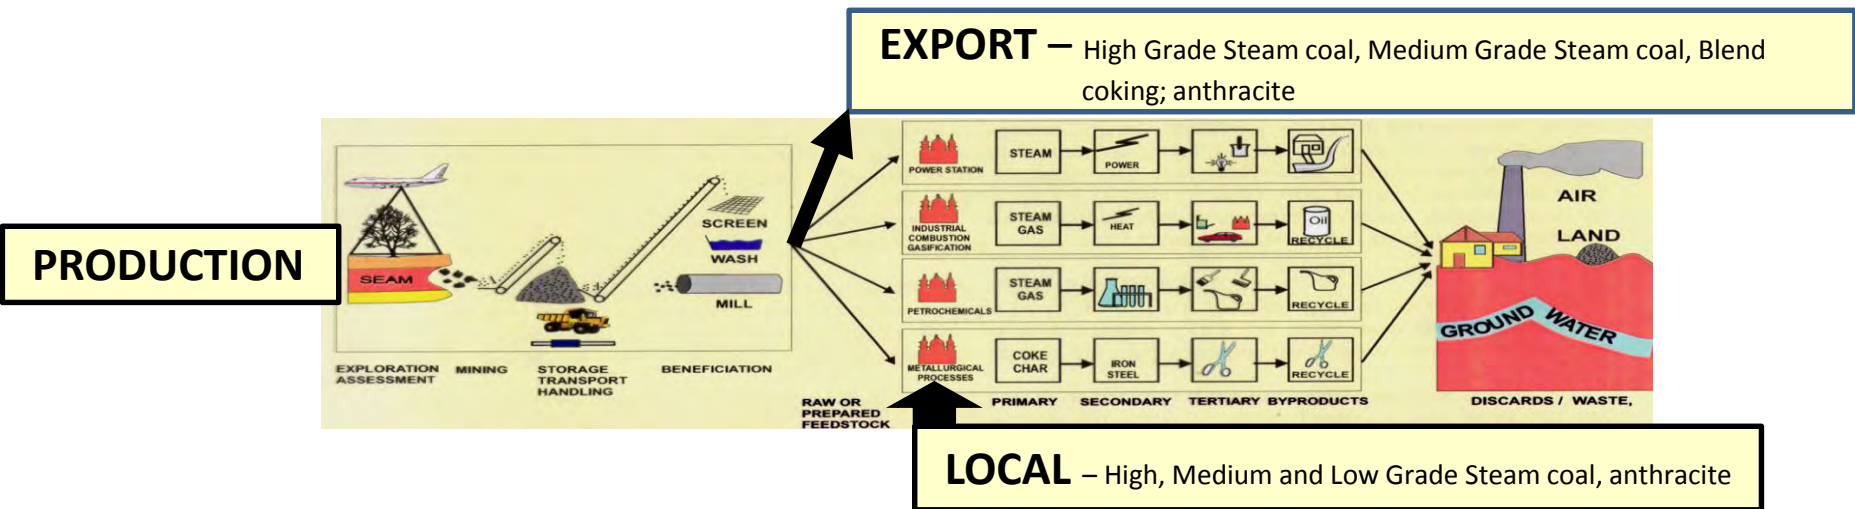 EXPORT – High Grade Steam coal, Medium Grade Steam coal, Blend
coking; anthracite
PRODUCTION
SEAM
SCREEN
WASH
MILL
EXPLORATION
ASSESSMENT
MINING
STORAGE
TRANSPORT
HANDLING
BENEFICIATION
RAW OR
PREPARED
FEEDSTOCK
POWER STATION
STEAM
POWER
INDUSTRIAL
COMBUSTION
GASIFICATION
STEAM
GAS
HEAT
Oil
RECYCLE
PETROCHEMICALS
STEAM
GAS
RECYCLE
METALLURGICAL
PROCESSES
COKE
CHAR
IRON
STEEL
RECYCLE
PRIMARY
SECONDARY
TERTIARY
BYPRODUCTS
AIR
LAND
GROUND WATER
DISCARDS / WASTE,
LOCAL – High, Medium and Low Grade Steam coal, anthracite